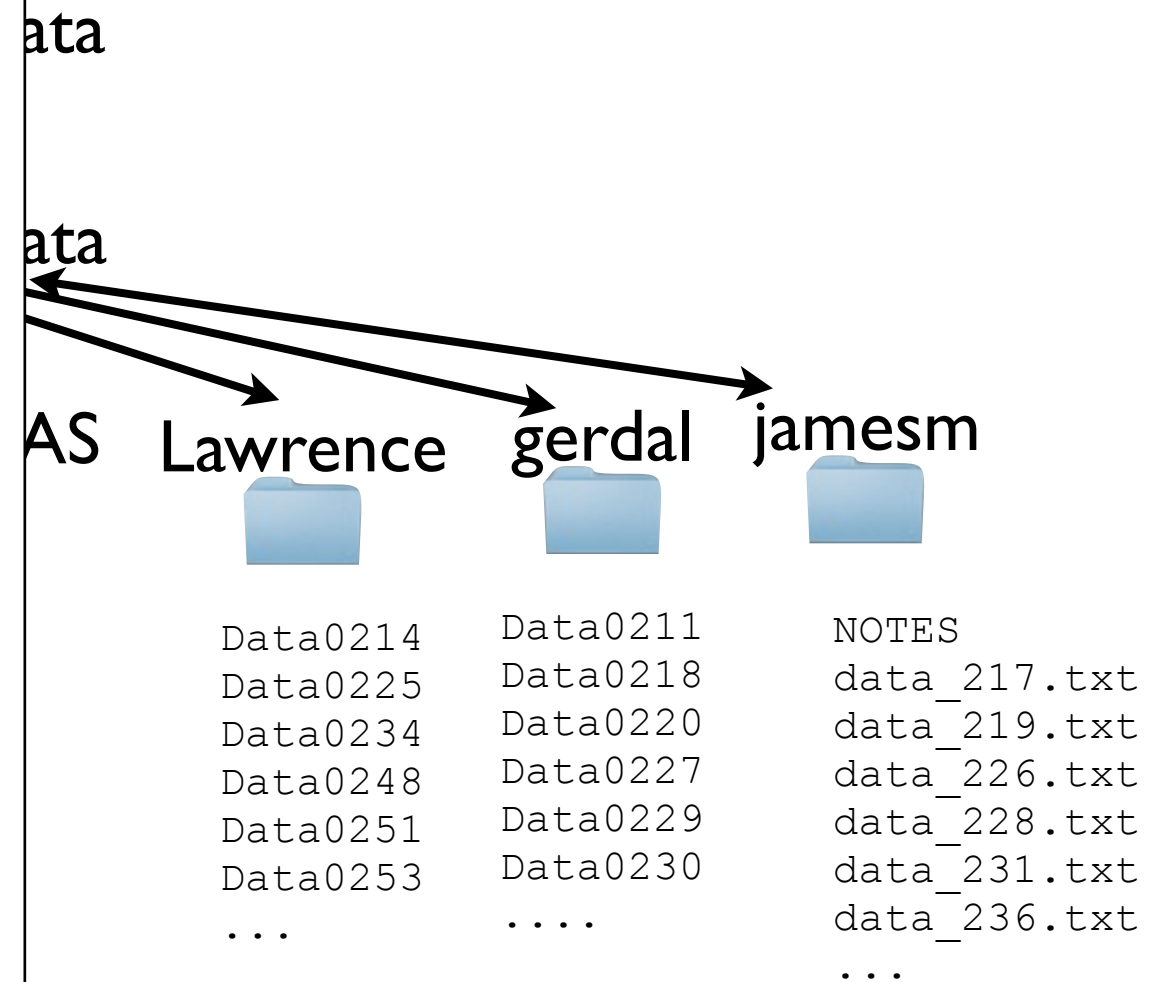 ata
ata
AS
Lawrence
gerdal
jamesm
Data0214
Data0225
Data0234
Data0248
Data0251
Data0253
...
Data0211
Data0218
Data0220
Data0227
Data0229
Data0230
....
NOTES
data_217.txt
data_219.txt
data_226.txt
data_228.txt
data_231.txt
data_236.txt
...